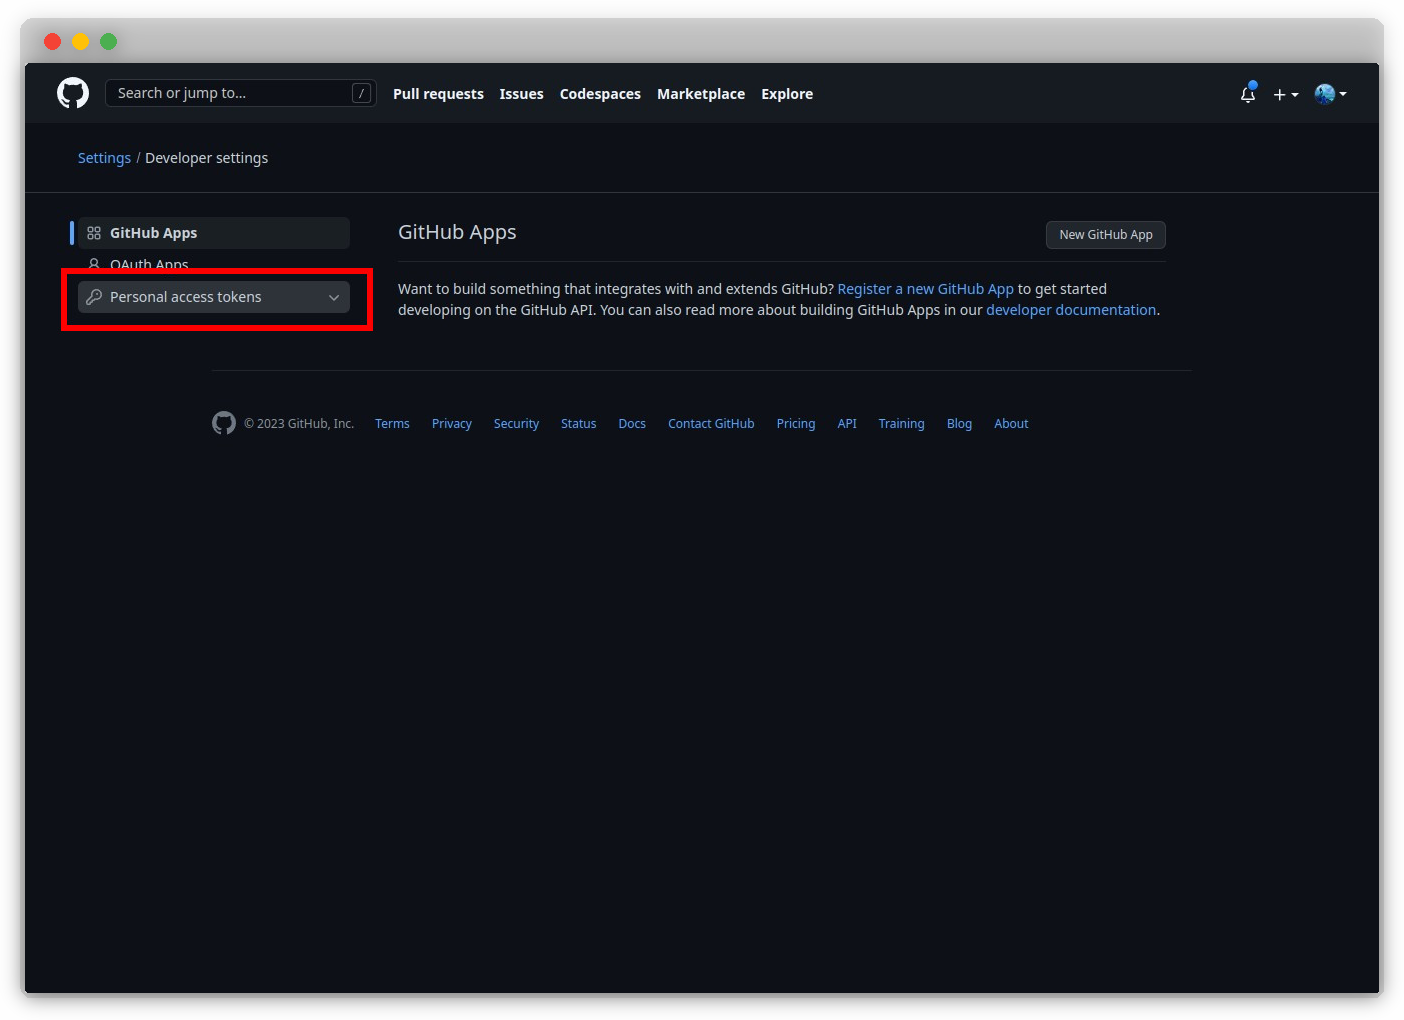 Search or jump to... /
Pull requests Issues Codespaces Marketplace Explore
Settings / Developer settings
GitHub Apps
OAuth Apps
Personal access tokens
GitHub Apps
New GitHub App
Want to build something that integrates with and extends GitHub? Register a new GitHub App to get started
developing on the GitHub API. You can also read more about building GitHub Apps in our developer documentation.
© 2023 GitHub, Inc. Terms Privacy Security Status Docs Contact GitHub Pricing API Training Blog About